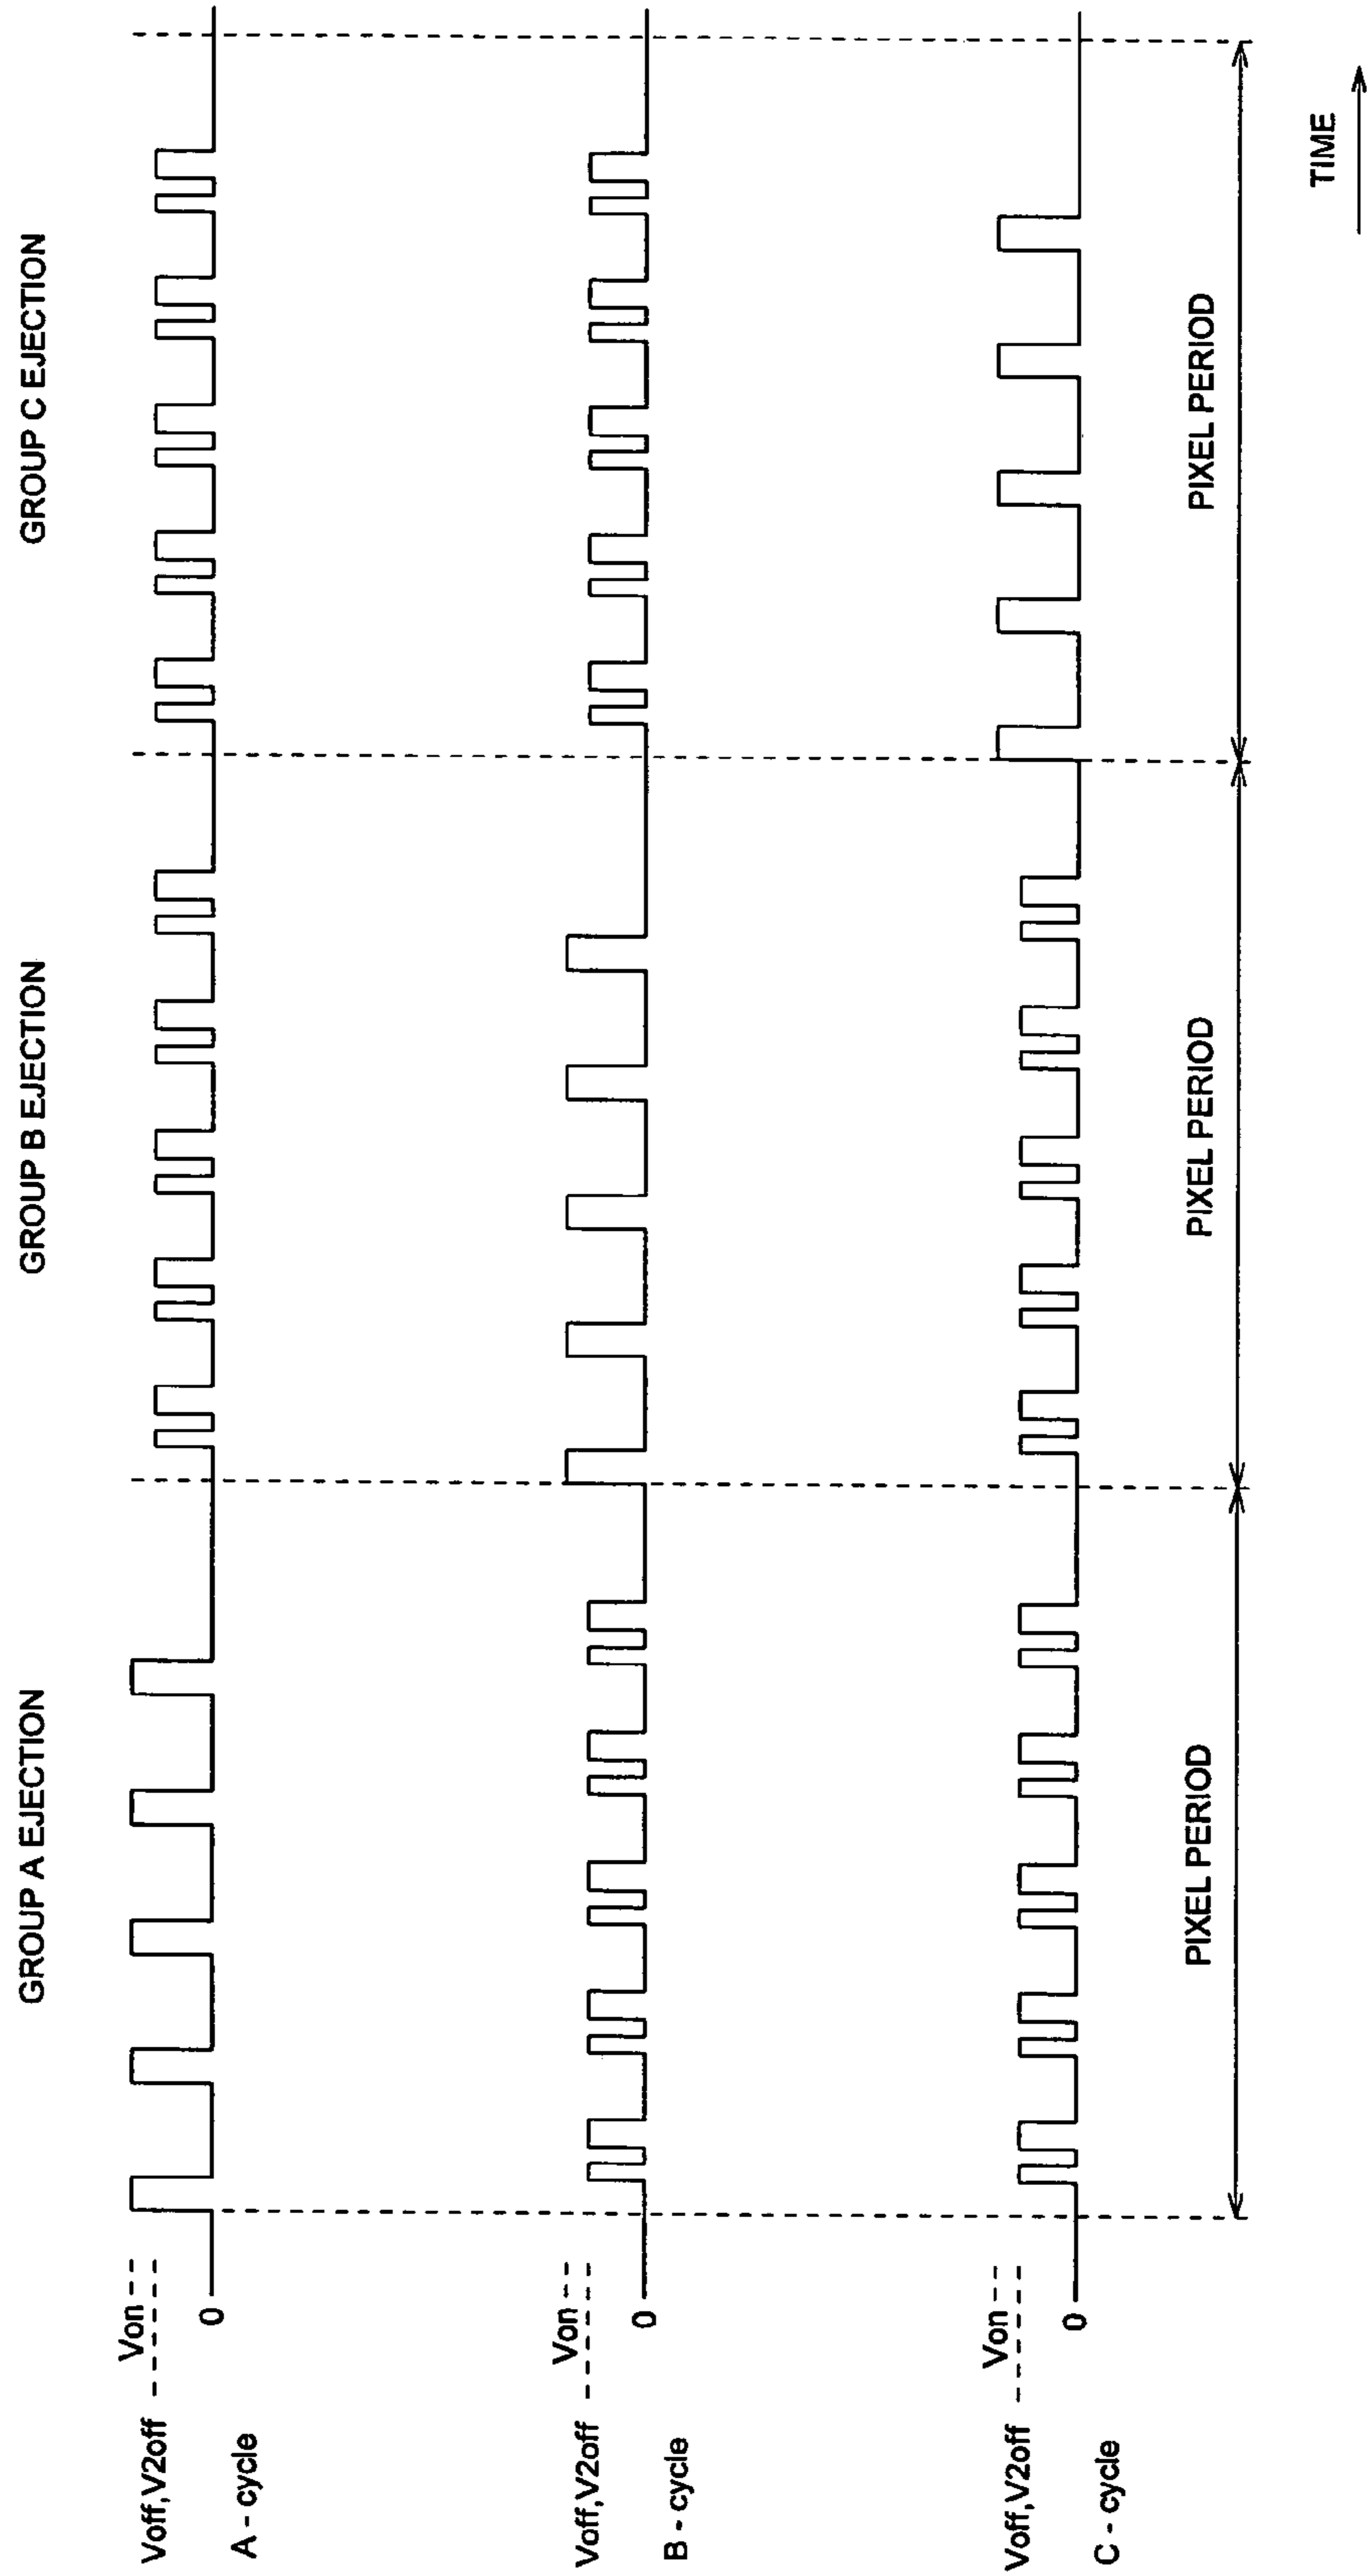 GROUP A EJECTION
GROUP B EJECTION
GROUP C EJECTION
Von
Voff,V2off
0
A - cycle
Von
Voff,V2off
0
B - cycle
Von
Voff,V2off
0
C - cycle
PIXEL PERIOD
PIXEL PERIOD
PIXEL PERIOD
TIME